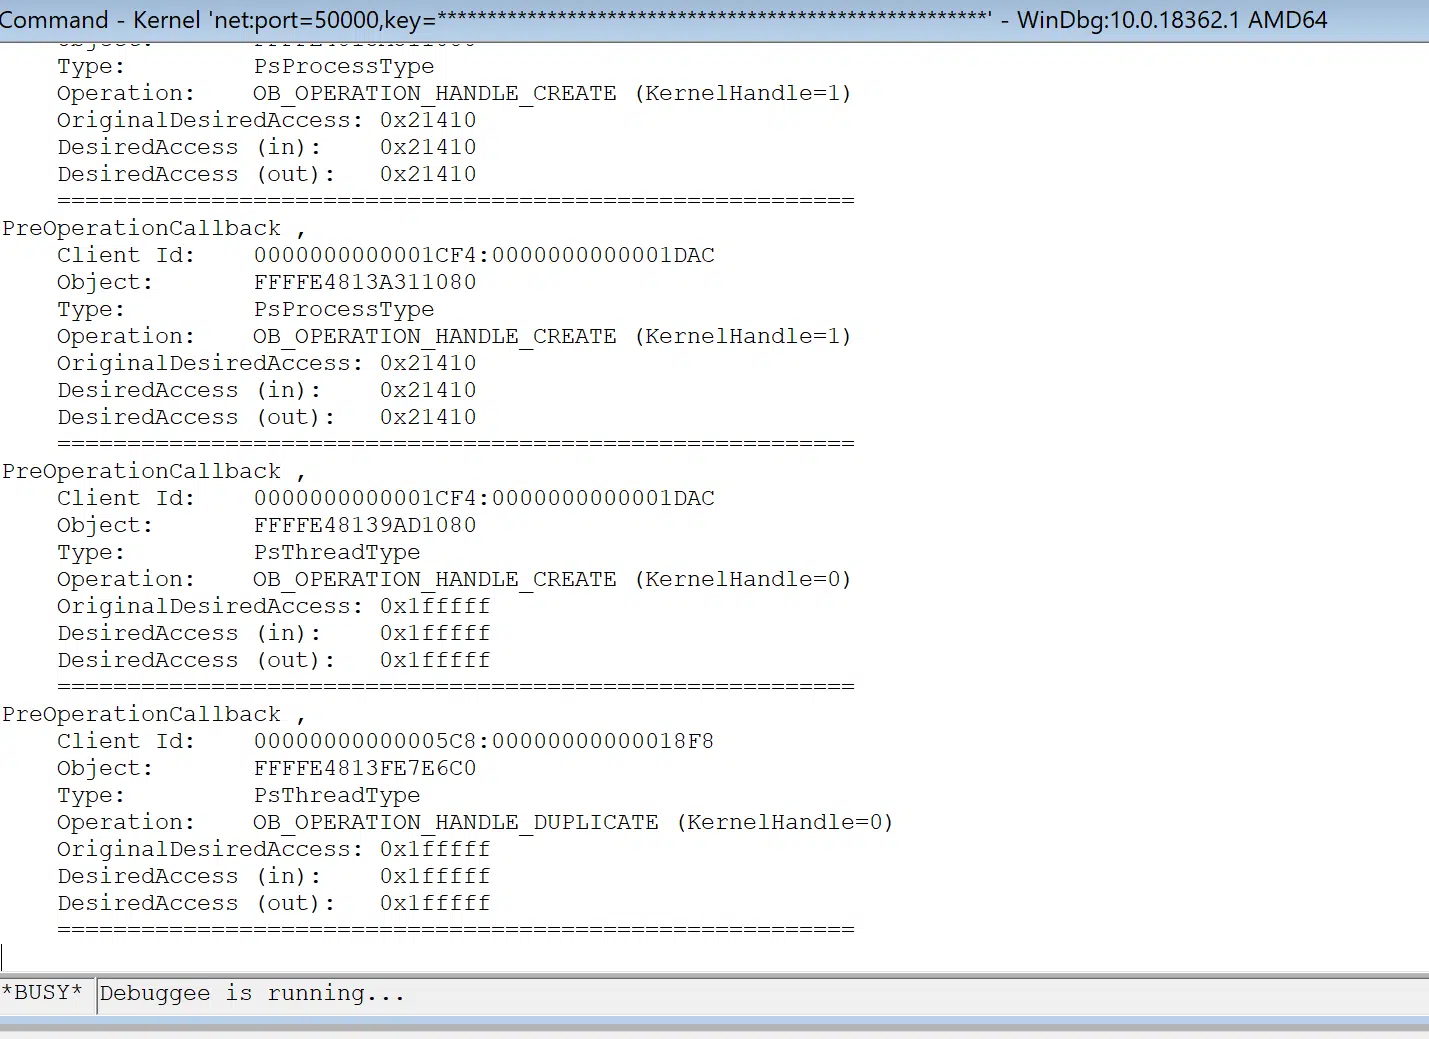 Command - Kernel 'net:port=50000,key=*******************************************************' - WinDbg:10.0.18362.1 AMD64
Type: PsProcessType
Operation: OB_OPERATION_HANDLE_CREATE (KernelHandle=1)
OriginalDesiredAccess: 0x21410
DesiredAccess (in): 0x21410
DesiredAccess (out): 0x21410
=========================================================
PreOperationCallback ,
Client Id: 0000000000001CF4:0000000000001DAC
Object: FFFFE4813A311080
Type: PsProcessType
Operation: OB_OPERATION_HANDLE_CREATE (KernelHandle=1)
OriginalDesiredAccess: 0x21410
DesiredAccess (in): 0x21410
DesiredAccess (out): 0x21410
=========================================================
PreOperationCallback ,
Client Id: 0000000000001CF4:0000000000001DAC
Object: FFFFE48139AD1080
Type: PsThreadType
Operation: OB_OPERATION_HANDLE_CREATE (KernelHandle=0)
OriginalDesiredAccess: 0x1fffff
DesiredAccess (in): 0x1fffff
DesiredAccess (out): 0x1fffff
=========================================================
PreOperationCallback ,
Client Id: 00000000000005C8:00000000000018F8
Object: FFFFE4813FE7E6C0
Type: PsThreadType
Operation: OB_OPERATION_HANDLE_DUPLICATE (KernelHandle=0)
OriginalDesiredAccess: 0x1fffff
DesiredAccess (in): 0x1fffff
DesiredAccess (out): 0x1fffff
=========================================================
*BUSY* Debuggee is running...